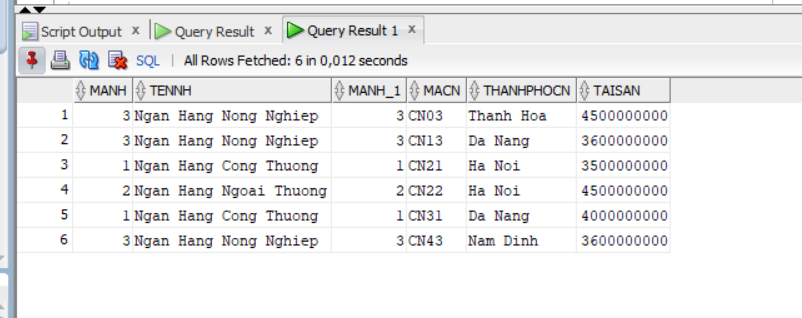 Script Output x Query Result x Query Result 1 x
SQL | All Rows Fetched: 6 in 0,012 seconds
MANH TENNH MANH_1 MACN THANHPHOCN TAISAN
1 3 Ngan Hang Nong Nghiep 3 CN03 Thanh Hoa 4500000000
2 3 Ngan Hang Nong Nghiep 3 CN13 Da Nang 3600000000
3 1 Ngan Hang Cong Thuong 1 CN21 Ha Noi 3500000000
4 2 Ngan Hang Ngoai Thuong 2 CN22 Ha Noi 4500000000
5 1 Ngan Hang Cong Thuong 1 CN31 Da Nang 4000000000
6 3 Ngan Hang Nong Nghiep 3 CN43 Nam Dinh 3600000000